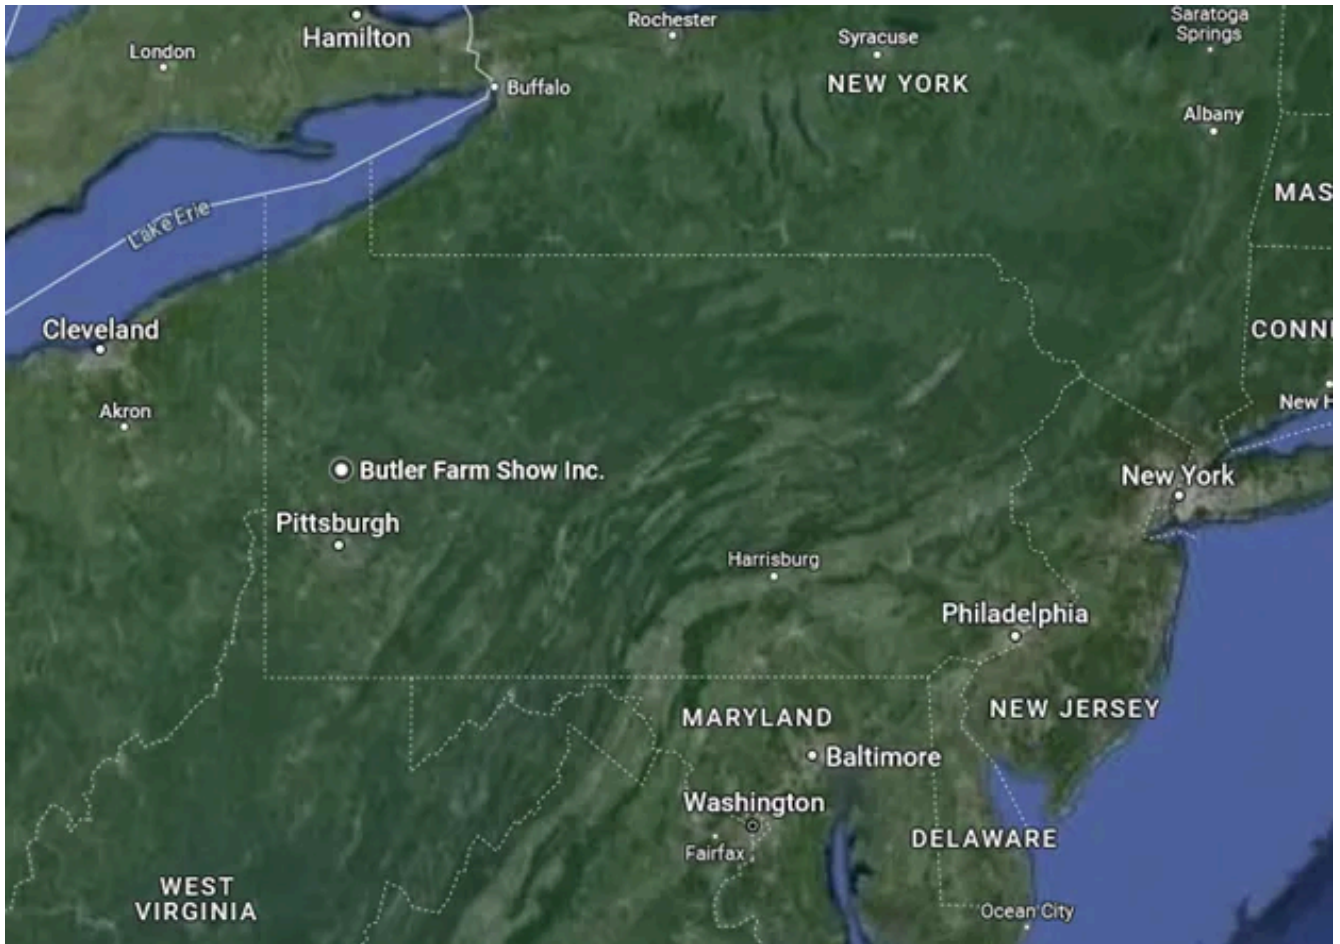 Hamilton
Rochester
Saratoga
Springs
London
Syracuse
Buffalo
NEW YORK
Albany
MAS
Lake Erie
Cleveland
CONNE
Akron
New H
Butler Farm Show Inc.
New York
Pittsburgh
Harrisburg
Philadelphia
MARYLAND
NEW JERSEY
Baltimore
Washington
Fairfax
DELAWARE
WEST
VIRGINIA
Ocean City